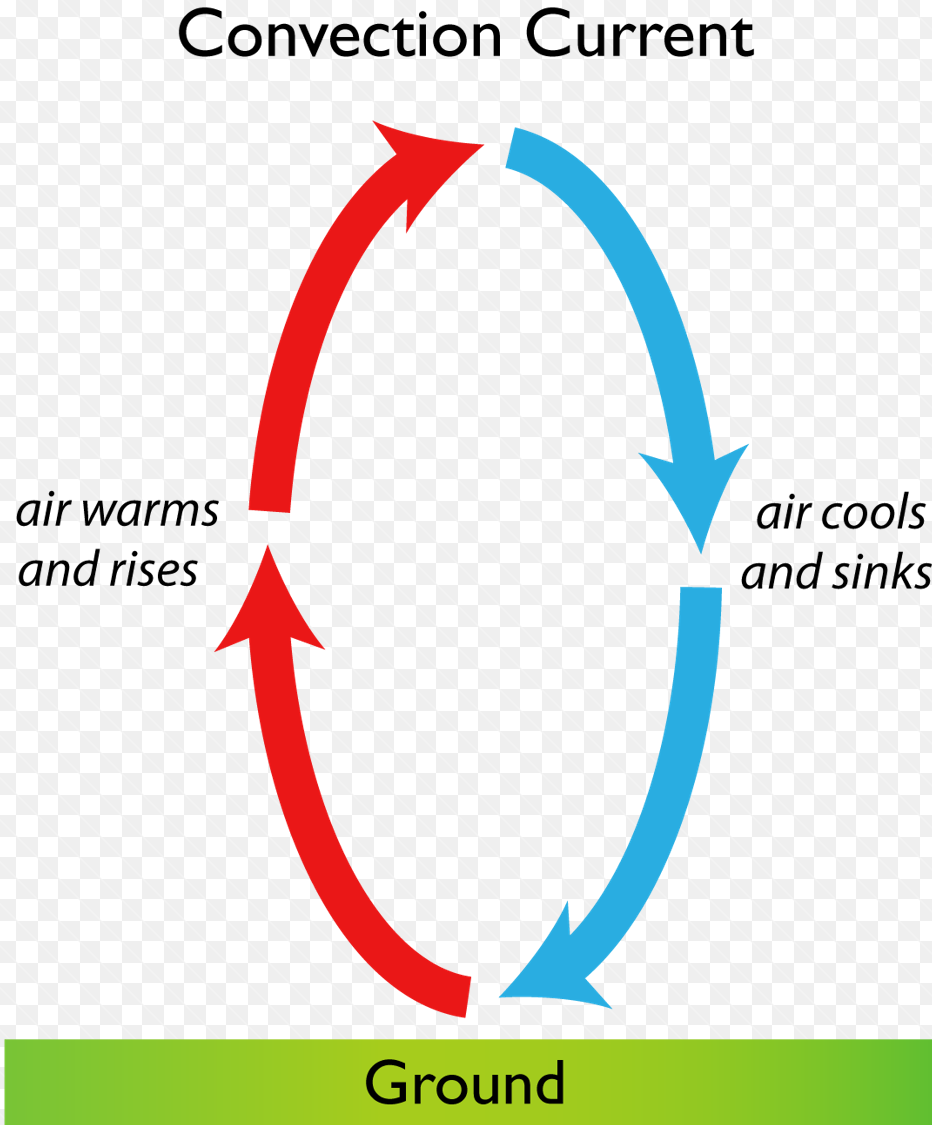 Convection Current
air warms
and rises
air cools
and sinks
Ground